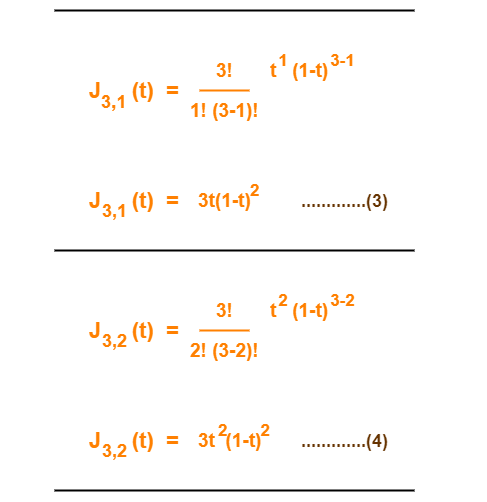 J₃,₁ (t) = 3! / 1! (3-1)! t¹ (1-t)³⁻¹
J₃,₁ (t) = 3t(1-t)² .............(3)
J₃,₂ (t) = 3! / 2! (3-2)! t² (1-t)³⁻²
J₃,₂ (t) = 3t²(1-t)² .............(4)